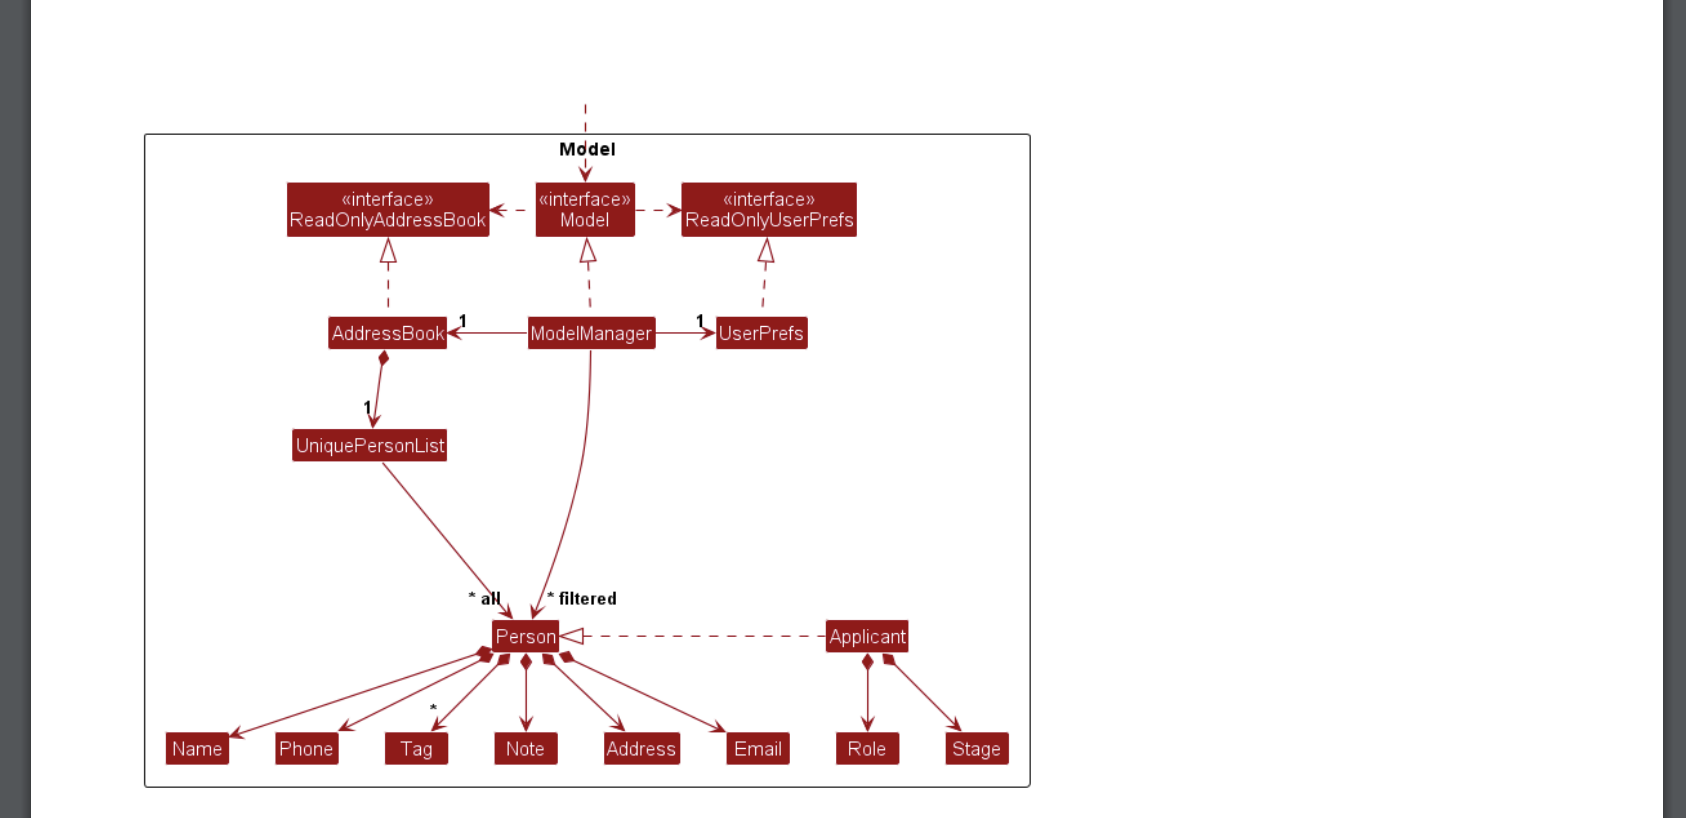 Model
«interface»
ReadOnlyAddressBook
«interface»
Model
«interface»
ReadOnlyUserPrefs
AddressBook
1
ModelManager
1
UserPrefs
1
UniquePersonList
* all
* filtered
Person
Applicant
*
Name
Phone
Tag
Note
Address
Email
Role
Stage